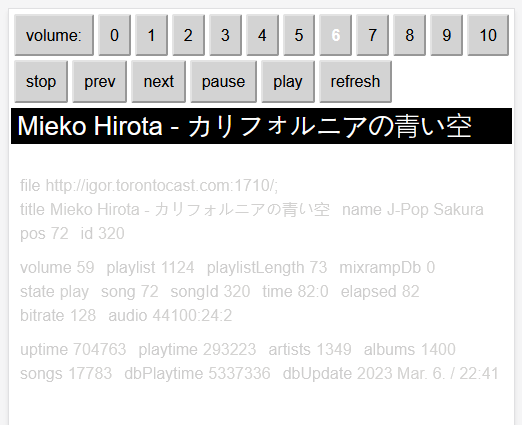 volume: 0 1 2 3 4 5 6 7 8 9 10
stop prev next pause play refresh
Mieko Hirota - カリフォルニアの青い空
file http://igor.torontocast.com:1710/;
title Mieko Hirota - カリフォルニアの青い空 name J-Pop Sakura
pos 72 id 320
volume 59 playlist 1124 playlistLength 73 mixrampDb 0
state play song 72 songId 320 time 82:0 elapsed 82
bitrate 128 audio 44100:24:2
uptime 704763 playtime 293223 artists 1349 albums 1400
songs 17783 dbPlaytime 5337336 dbUpdate 2023 Mar. 6. / 22:41